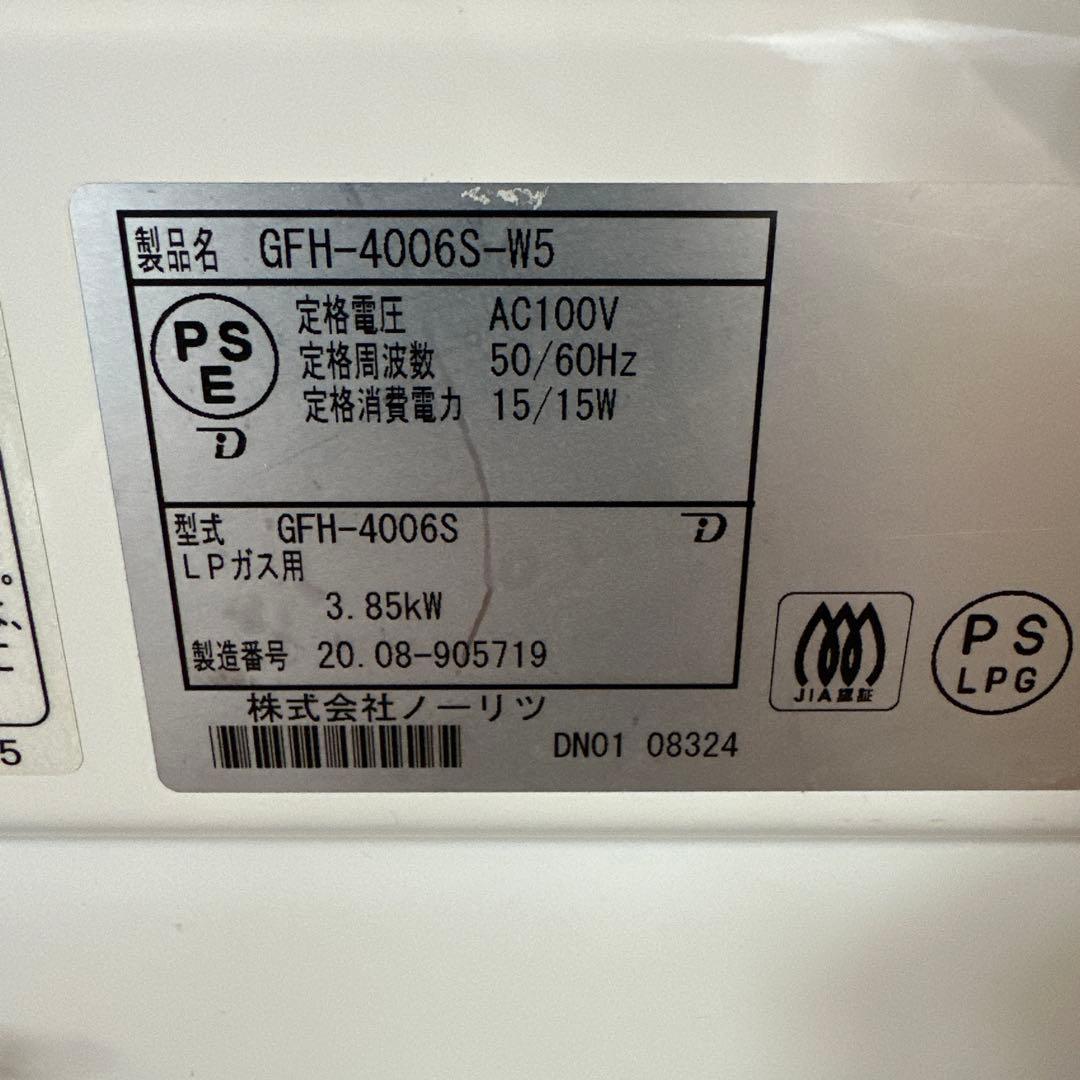 製品名 GFH-4006S-W5
PS
E
定格電圧 AC100V
定格周波数 50/60Hz
定格消費電力 15/15W
型式 GFH-4006S
LPガス用
3.85kW
製造番号 20.08-905719
株式会社ノーリツ
DN01 08324
JIA認証
PS
LPG
。
に
5